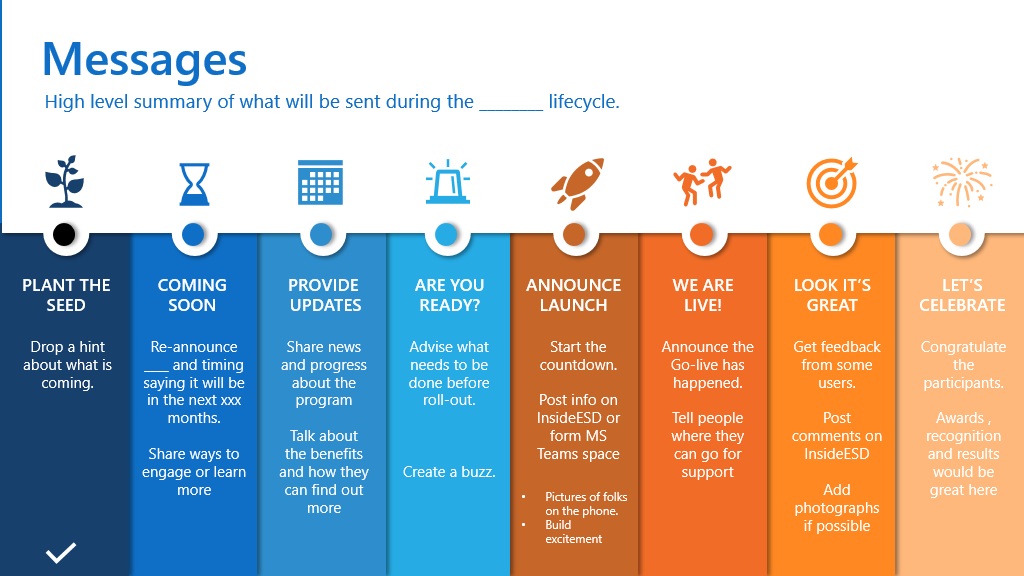 Messages
High level summary of what will be sent during the ________ lifecycle.
PLANT THE
SEED
Drop a hint
about what is
coming.
COMING
SOON
Re-announce
____ and timing
saying it will be
in the next xxx
months.
Share ways to
engage or learn
more
PROVIDE
UPDATES
Share news
and progress
about the
program
Talk about
the benefits
and how they
can find out
more
ARE YOU
READY?
Advise what
needs to be
done before
roll-out.
Create a buzz.
ANNOUNCE
LAUNCH
Start the
countdown.
Post info on
InsideESD or
form MS
Teams space
• Pictures of folks
on the phone.
• Build
excitement
WE ARE
LIVE!
Announce the
Go-live has
happened.
Tell people
where they
can go for
support
LOOK IT'S
GREAT
Get feedback
from some
users.
Post
comments on
InsideESD
Add
photographs
if possible
LET'S
CELEBRATE
Congratulate
the
participants.
Awards ,
recognition
and results
would be
great here